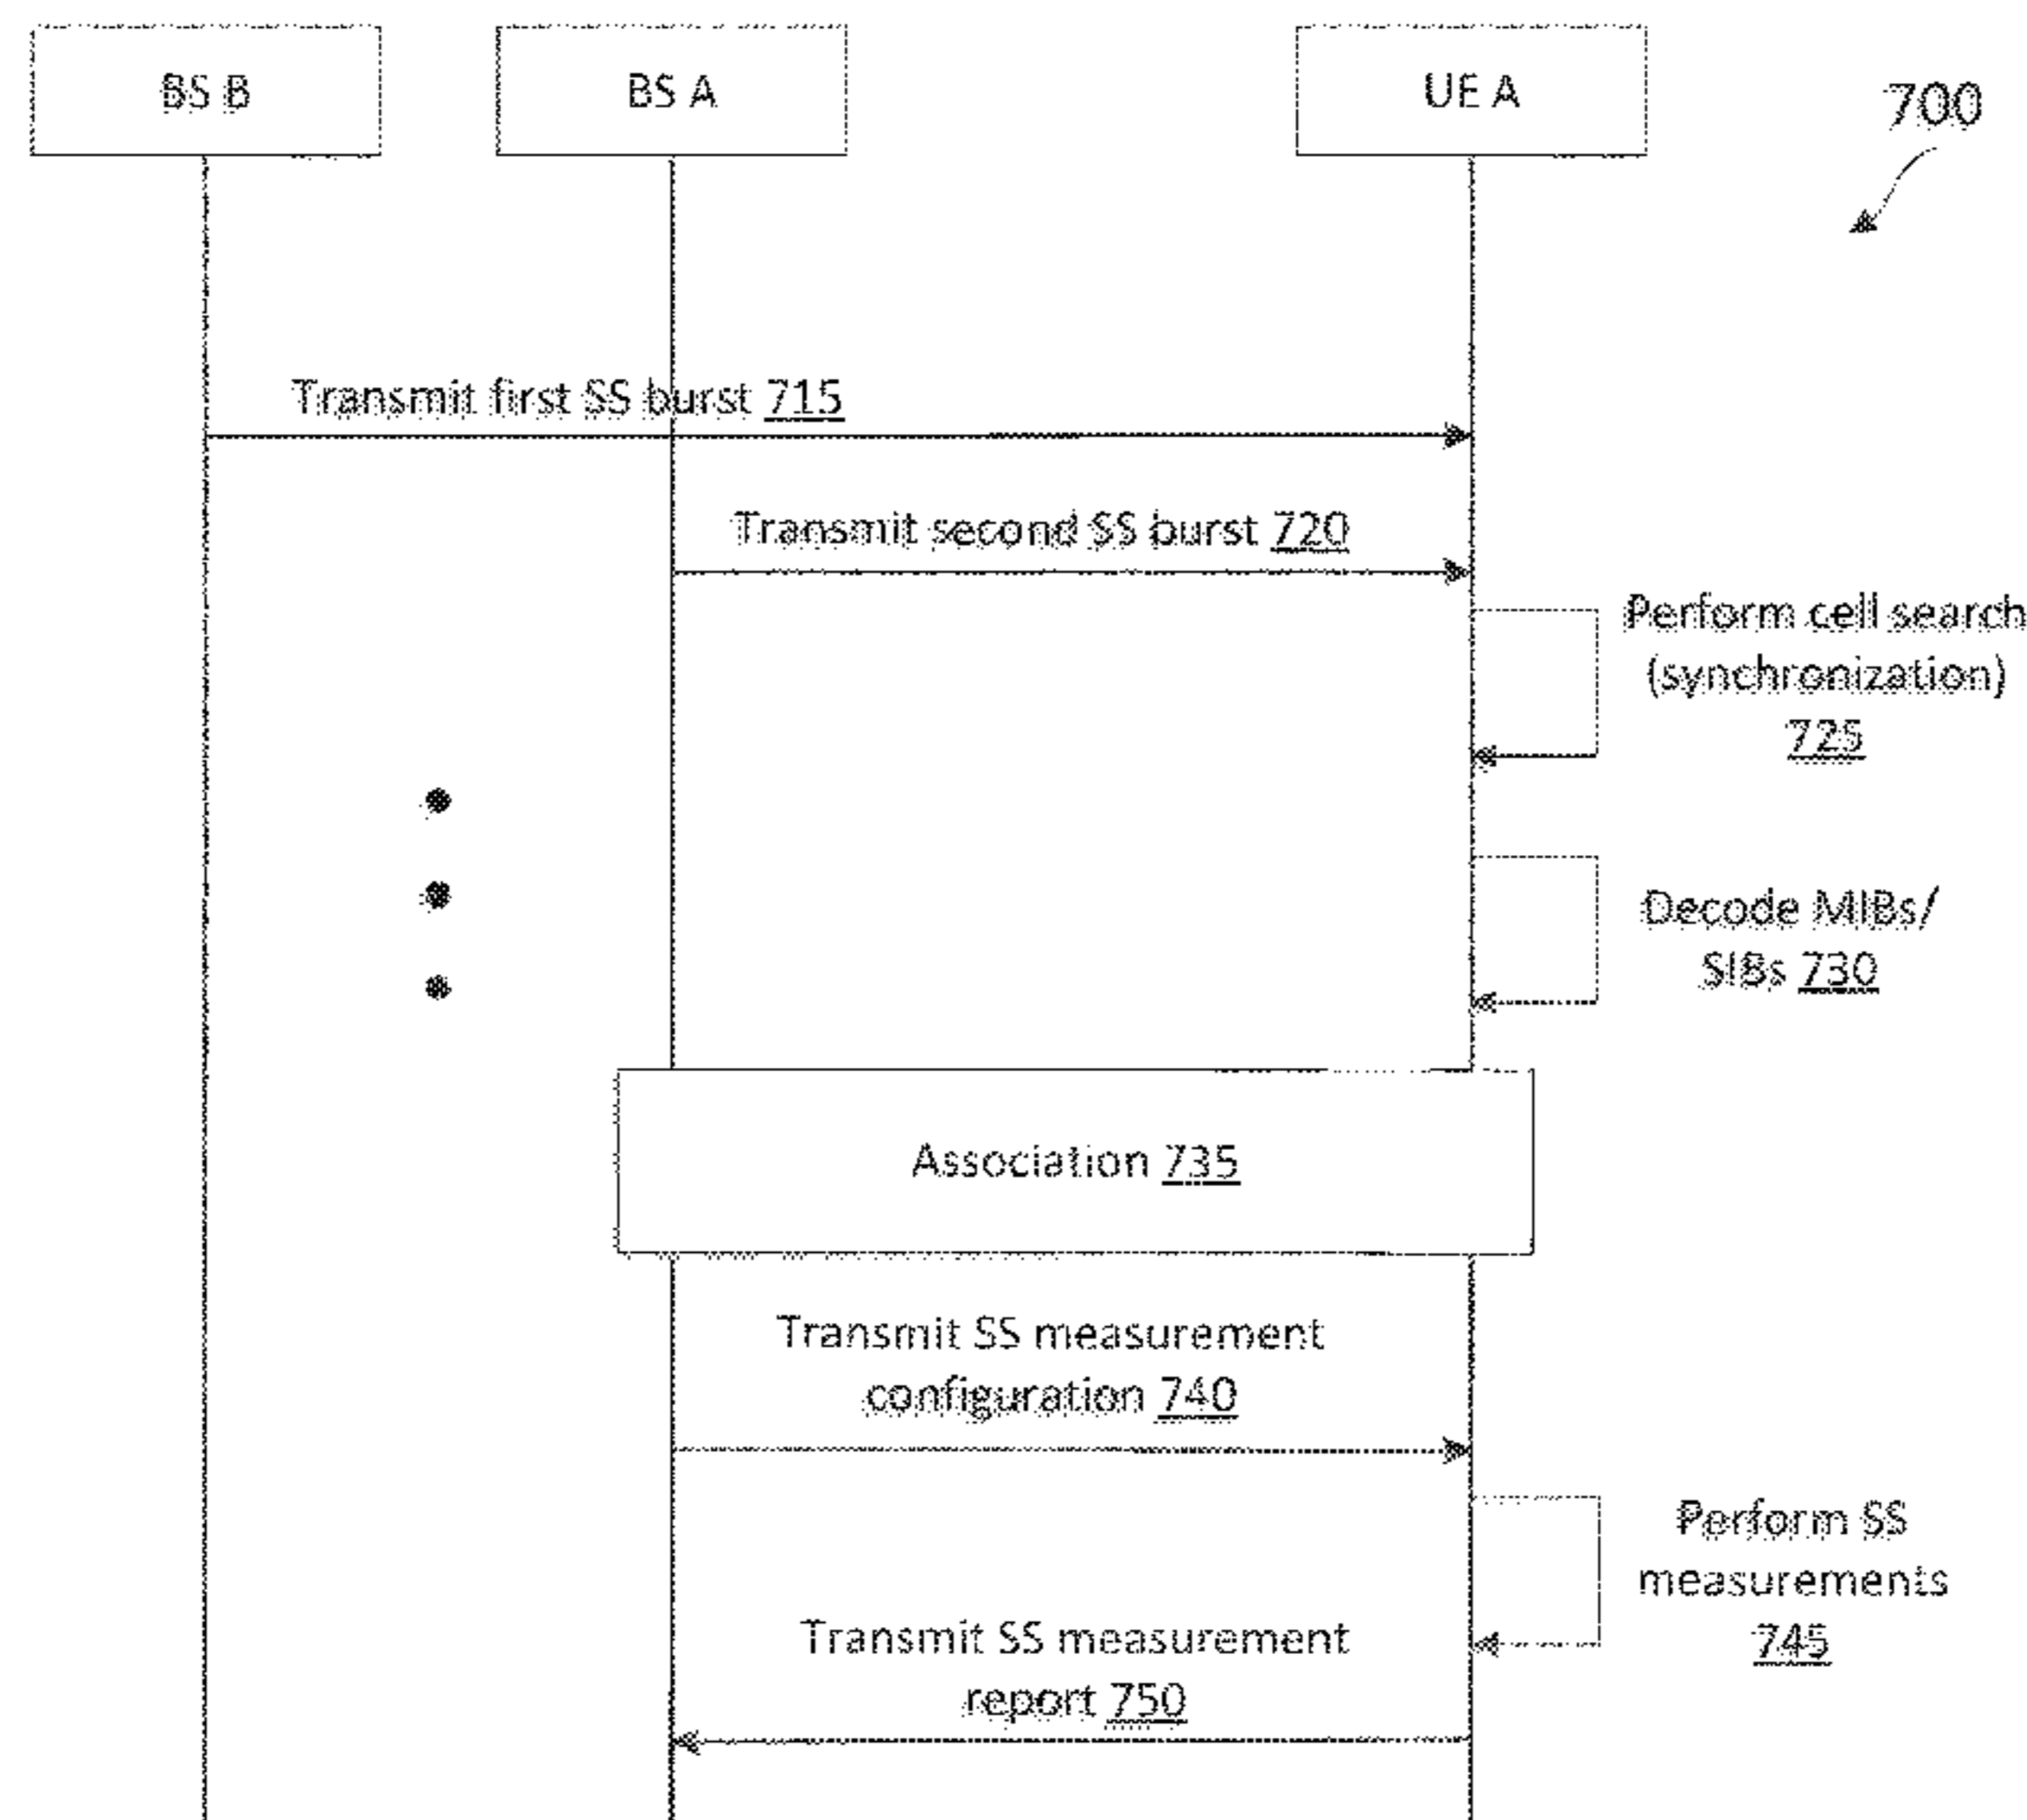 BS B
BS A
UE A
700
Transmit first SS burst 715
Transmit second SS burst 720
Perform cell search
(synchronization)
725
Decode MIBs/
SIBs 730
Association 735
Transmit SS measurement
configuration 740
Perform SS
measurements
745
Transmit SS measurement
report 750